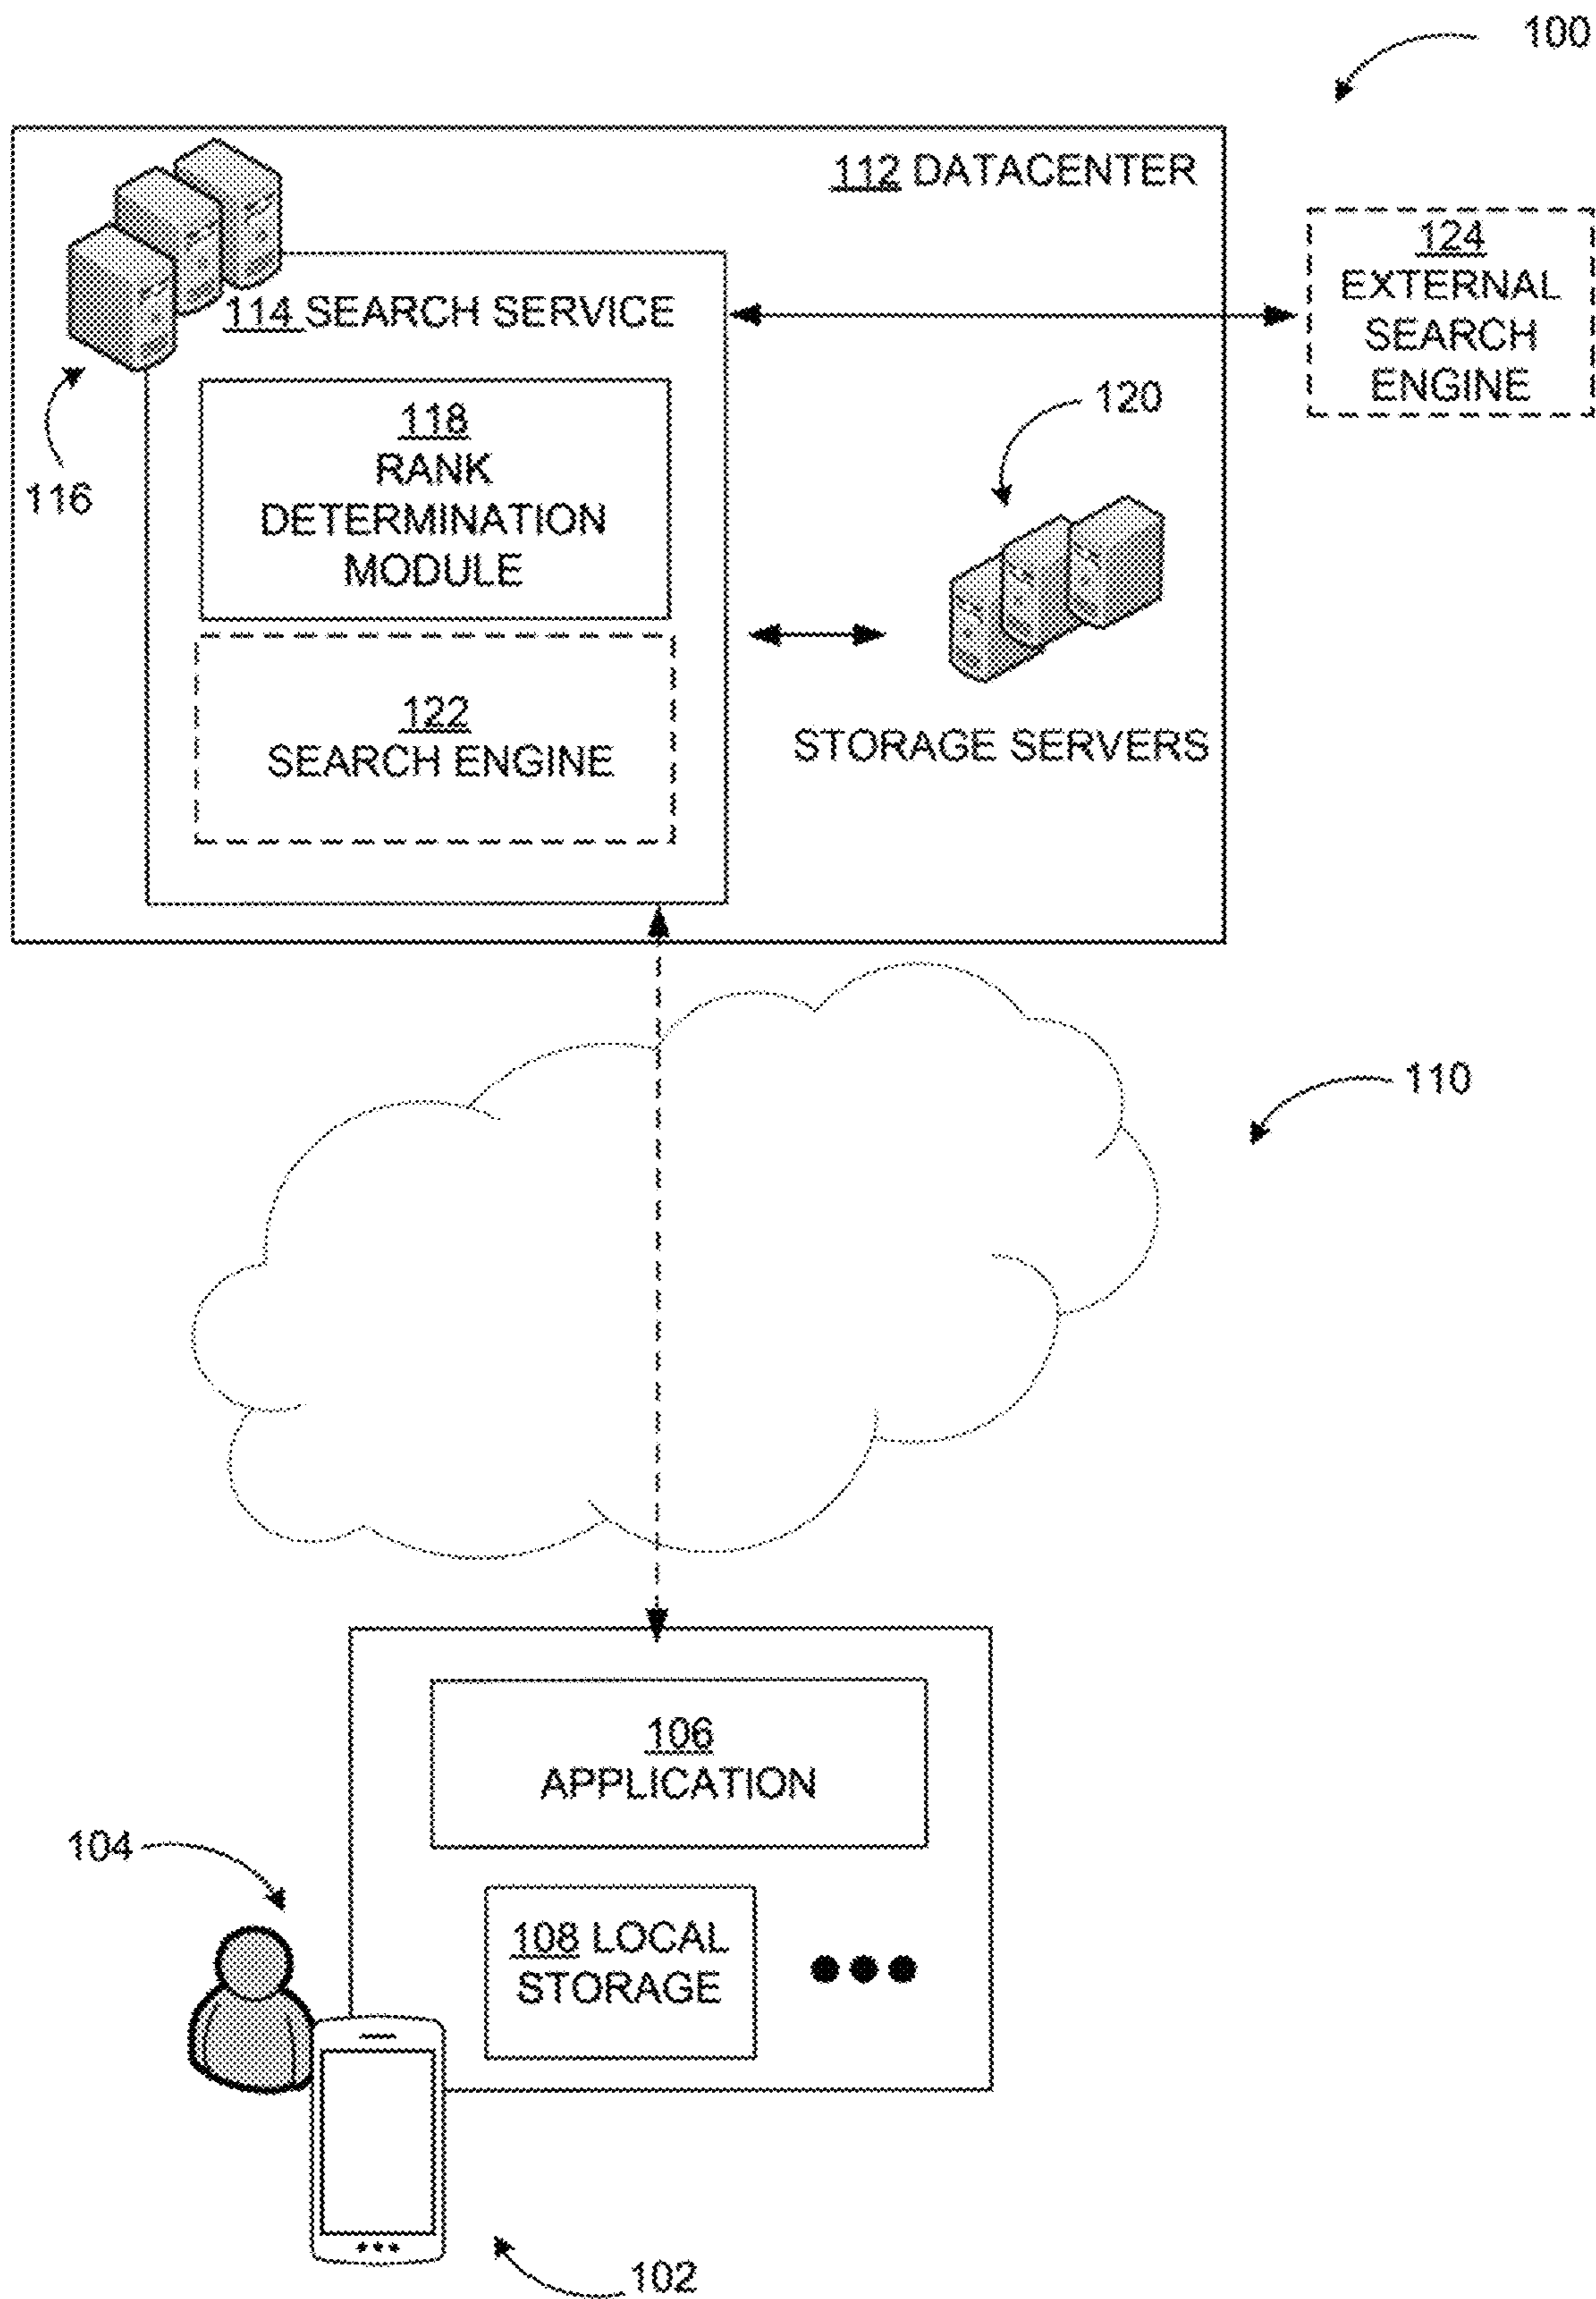 100
112 DATACENTER
124
EXTERNAL
SEARCH
ENGINE
114 SEARCH SERVICE
116
118
RANK
DETERMINATION
MODULE
120
122
SEARCH ENGINE
STORAGE SERVERS
110
106
APPLICATION
104
108 LOCAL
STORAGE
102